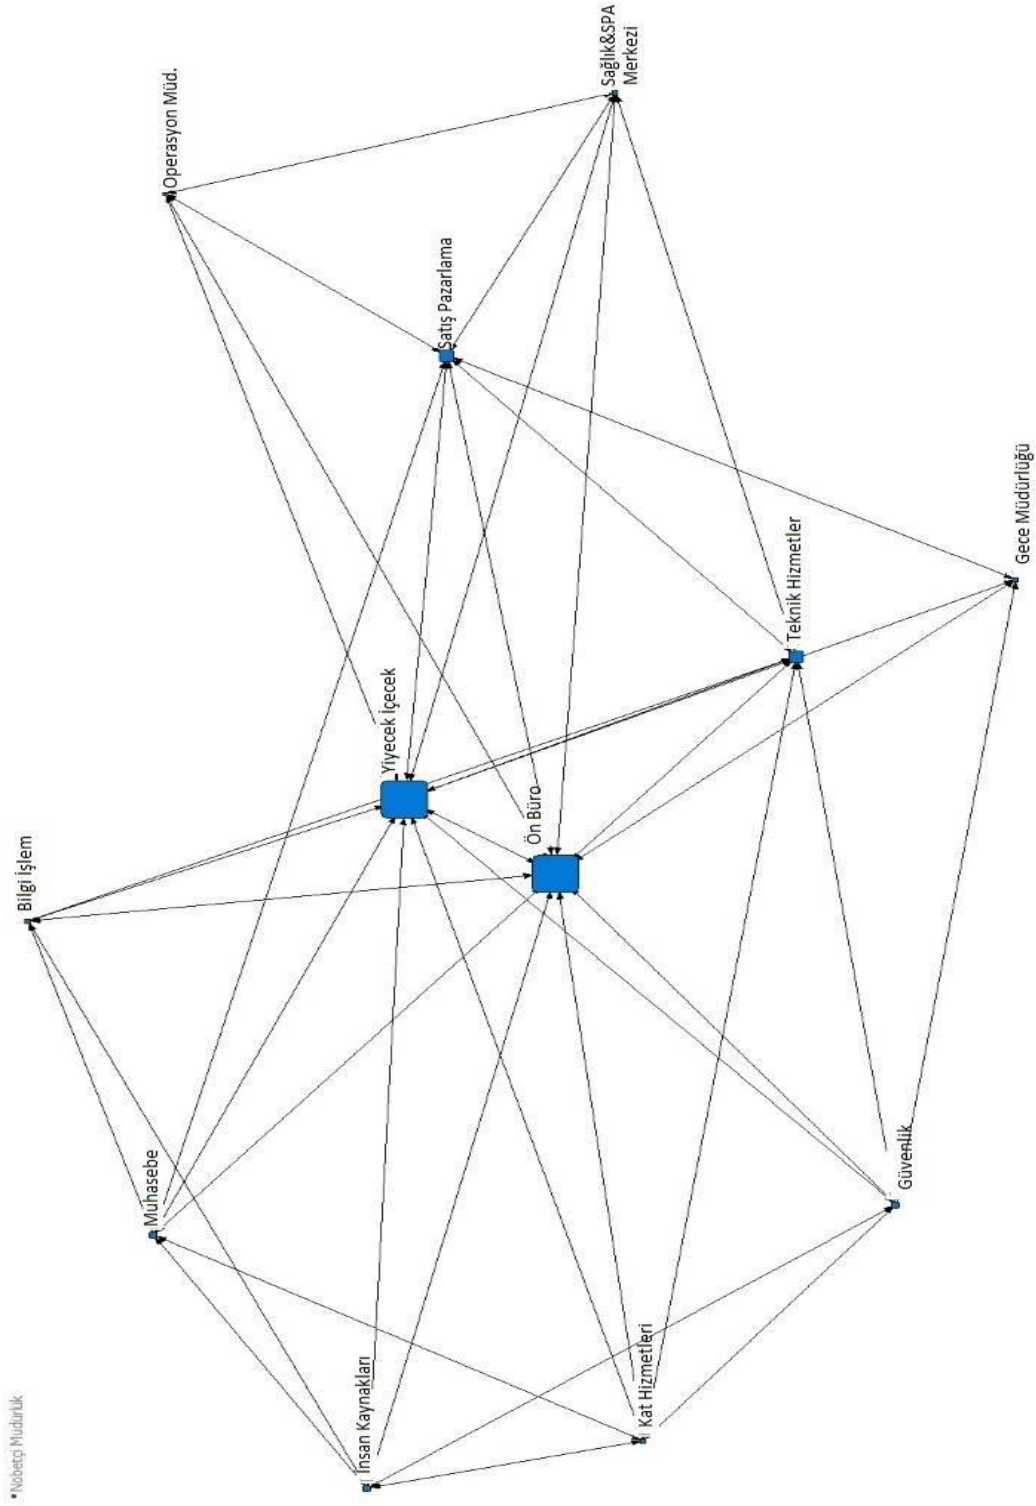 *Nöbetçi Müdürlük
Bilgi İşlem
Operasyon Müd.
Muhasebe
Yiyecek İçecek
Satış Pazarlama
İnsan Kaynakları
Ön Büro
Sağlık&SPA
Merkezi
Kat Hizmetleri
Teknik Hizmetler
Güvenlik
Gece Müdürlüğü